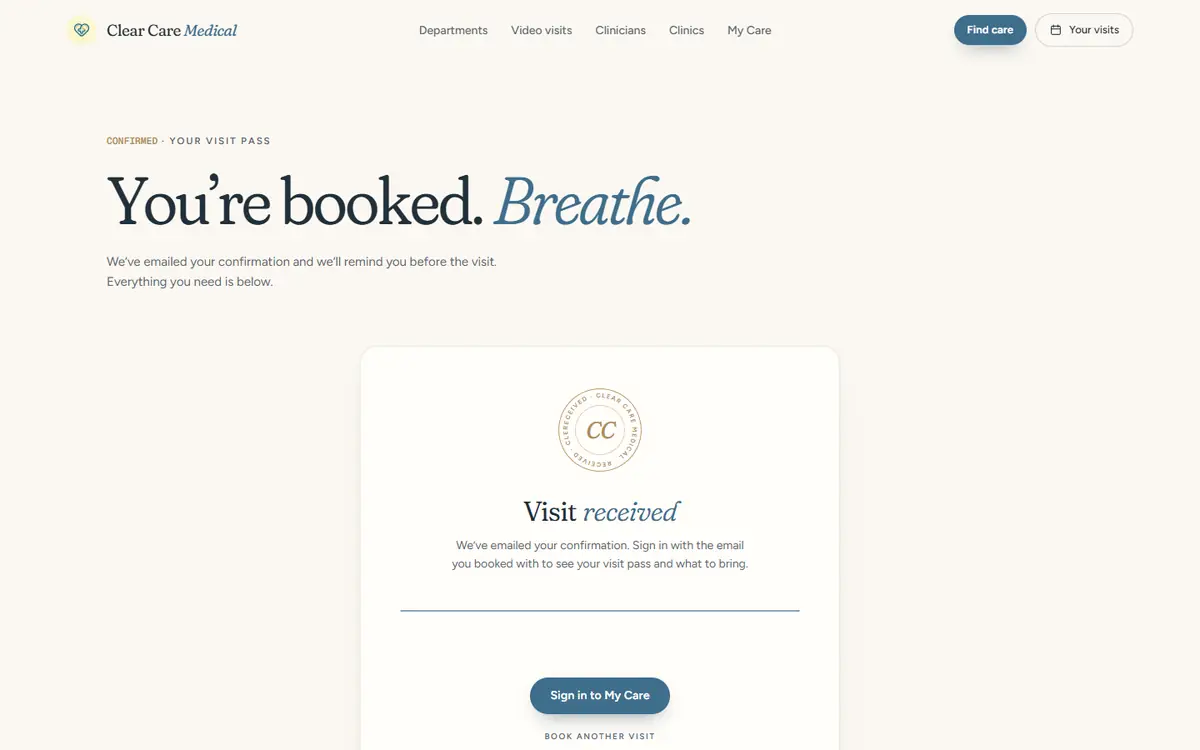 Clear Care Medical
Departments
Video visits
Clinicians
Clinics
My Care
Find care
Your visits
CONFIRMED · YOUR VISIT PASS
You're booked. Breathe.
We've emailed your confirmation and we'll remind you before the visit.
Everything you need is below.
CLEAR CARE MEDICAL
RECEIVED · CLERECEIVED ·
CC
Visit received
We've emailed your confirmation. Sign in with the email
you booked with to see your visit pass and what to bring.
Sign in to My Care
BOOK ANOTHER VISIT